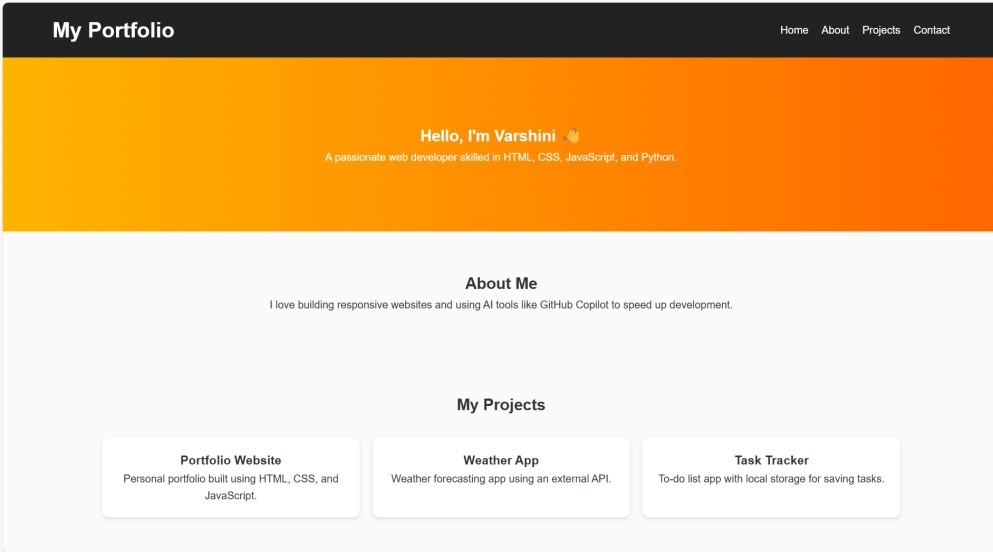 My Portfolio
Home About Projects Contact
Hello, I'm Varshini 👋
A passionate web developer skilled in HTML, CSS, JavaScript, and Python.
About Me
I love building responsive websites and using AI tools like GitHub Copilot to speed up development.
My Projects
Portfolio Website
Personal portfolio built using HTML, CSS, and
JavaScript.
Weather App
Weather forecasting app using an external API.
Task Tracker
To-do list app with local storage for saving tasks.